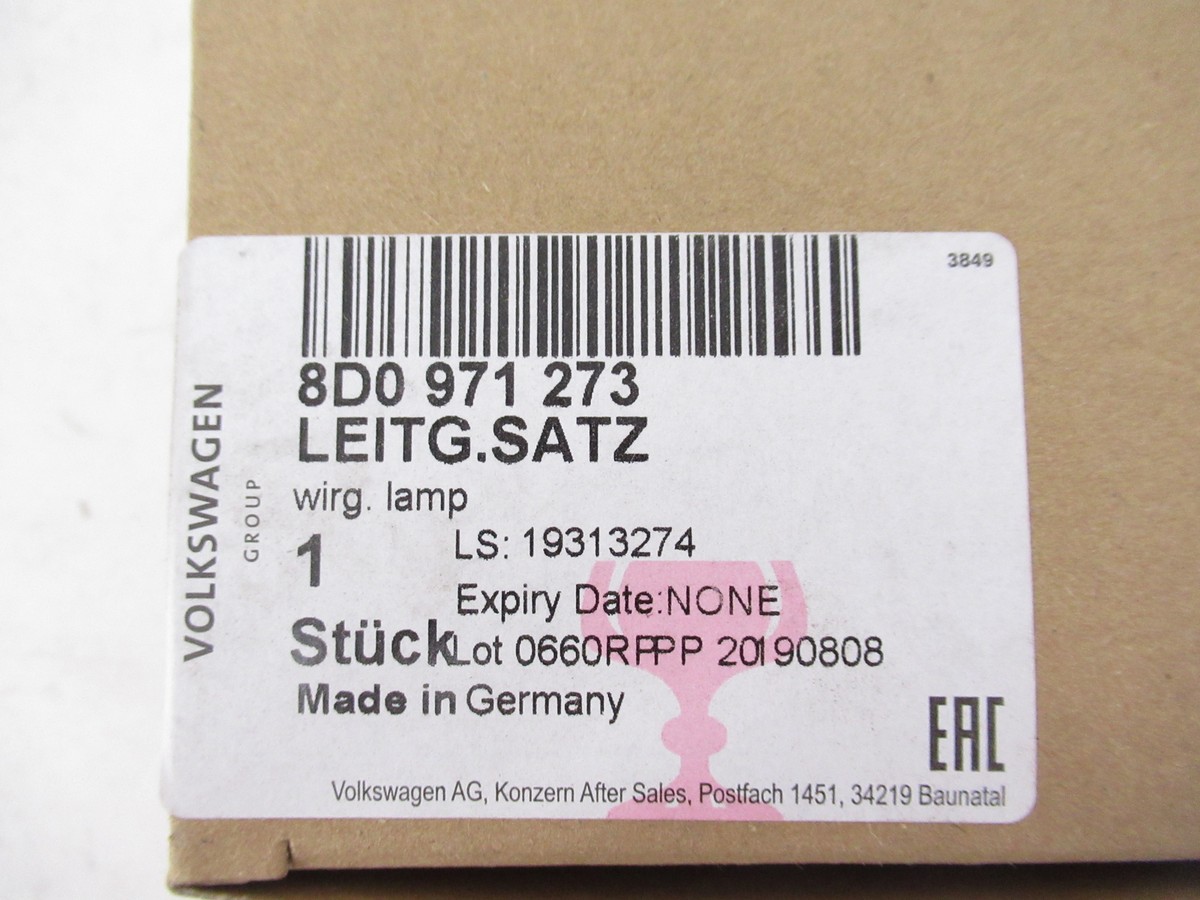 3849
8D0 971 273
LEITG.SATZ
wirg. lamp
1
LS: 19313274
Expiry Date:NONE
Stück
Lot 0660RPPP 20190808
Made in Germany
EAC
Volkswagen AG, Konzern After Sales, Postfach 1451, 34219 Baunatal
VOLKSWAGEN
GROUP